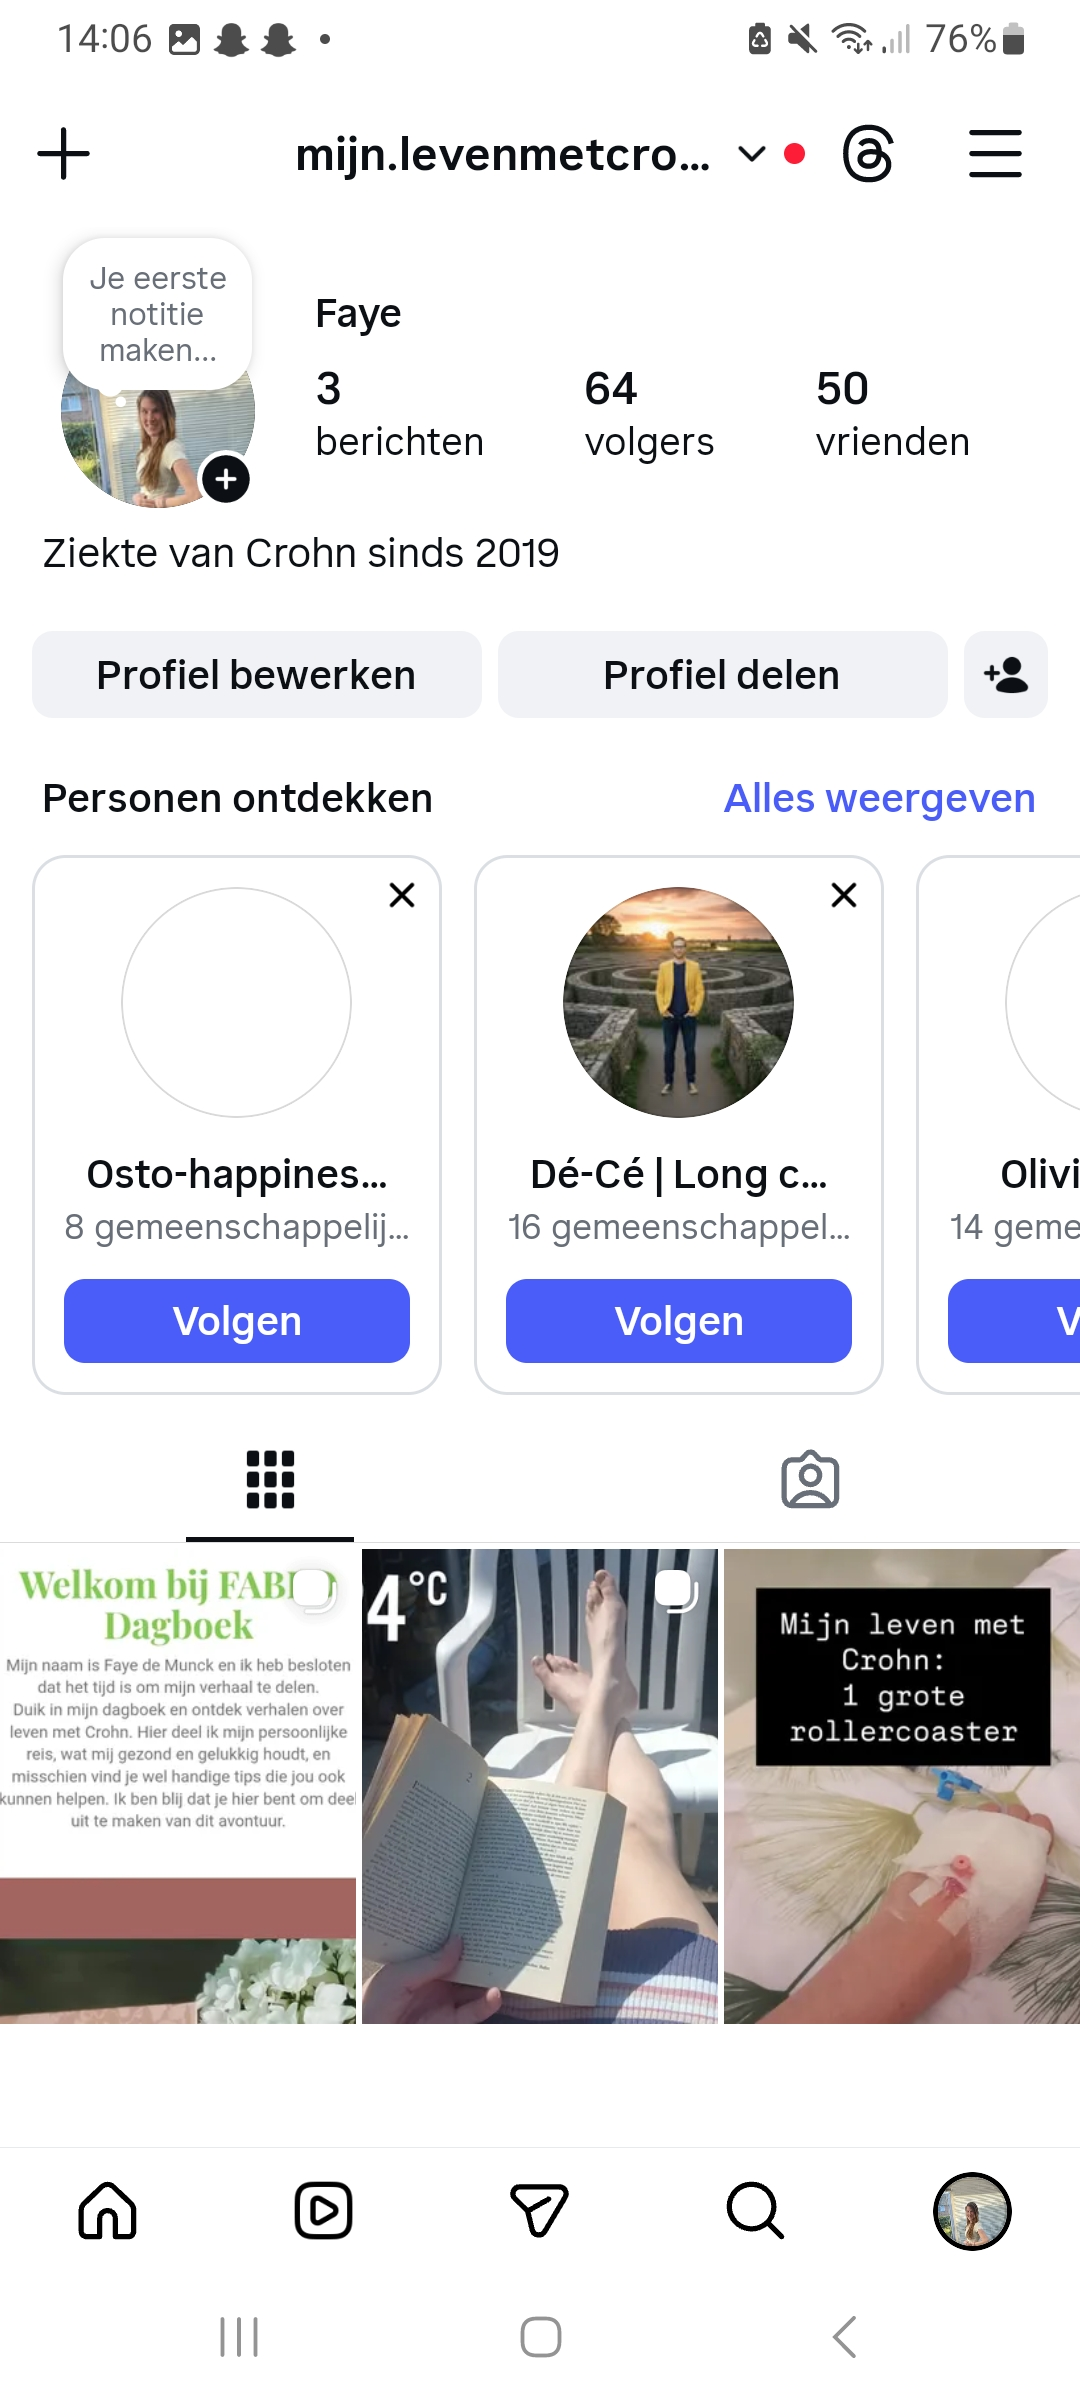 14:06
76%
mijn.levenmetcro...
Je eerste
notitie
maken...
Faye
3
berichten
64
volgers
50
vrienden
Ziekte van Crohn sinds 2019
Profiel bewerken
Profiel delen
Personen ontdekken
Alles weergeven
Osto-happines...
8 gemeenschappelij...
Volgen
Dé-Cé | Long c...
16 gemeenschappel...
Volgen
Olivi
14 geme
V
Welkom bij
Dagboek
Mijn naam is Faye de Munck en ik heb besloten
dat het tijd is om mijn verhaal te delen.
Duik in mijn dagboek en ontdek verhalen over
leven met Crohn. Hier deel ik mijn persoonlijke
reis, wat mij gezond en gelukkig houdt, en
misschien vind je wel handige tips die jou ook
kunnen helpen. Ik ben blij dat je hier bent om deel
uit te maken van dit avontuur.
4°C
Mijn leven met
Crohn:
1 grote
rollercoaster